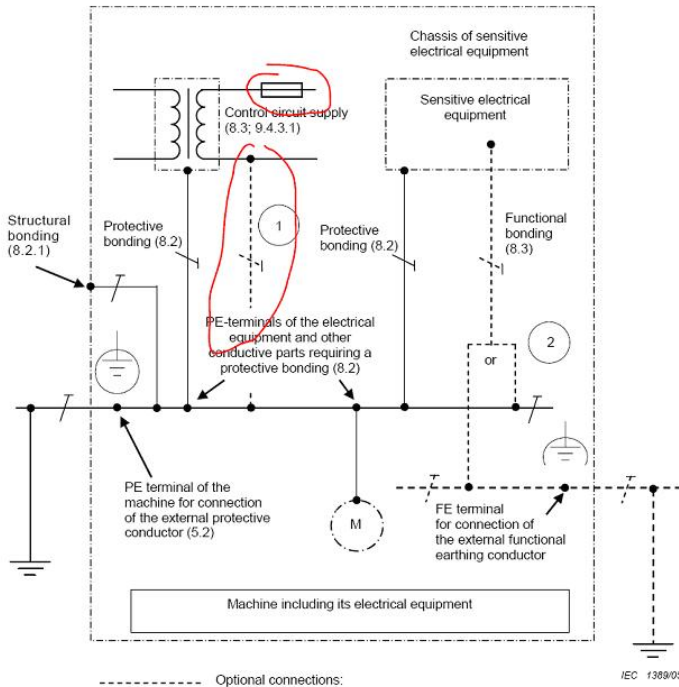 Chassis of sensitive
electrical equipment
Sensitive electrical
equipment
Control circuit supply
(8.3; 9.4.3.1)
Structural
bonding
(8.2.1)
Protective
bonding (8.2)
1
Protective
bonding (8.2)
Functional
bonding
(8.3)
PE-terminals of the electrical
equipment and other
conductive parts requiring a
protective bonding (8.2)
or
2
PE terminal of the
machine for connection
of the external protective
conductor (5.2)
M
FE terminal
for connection of
the external functional
earthing conductor
Machine including its electrical equipment
Optional connections:
IEC 1389/05